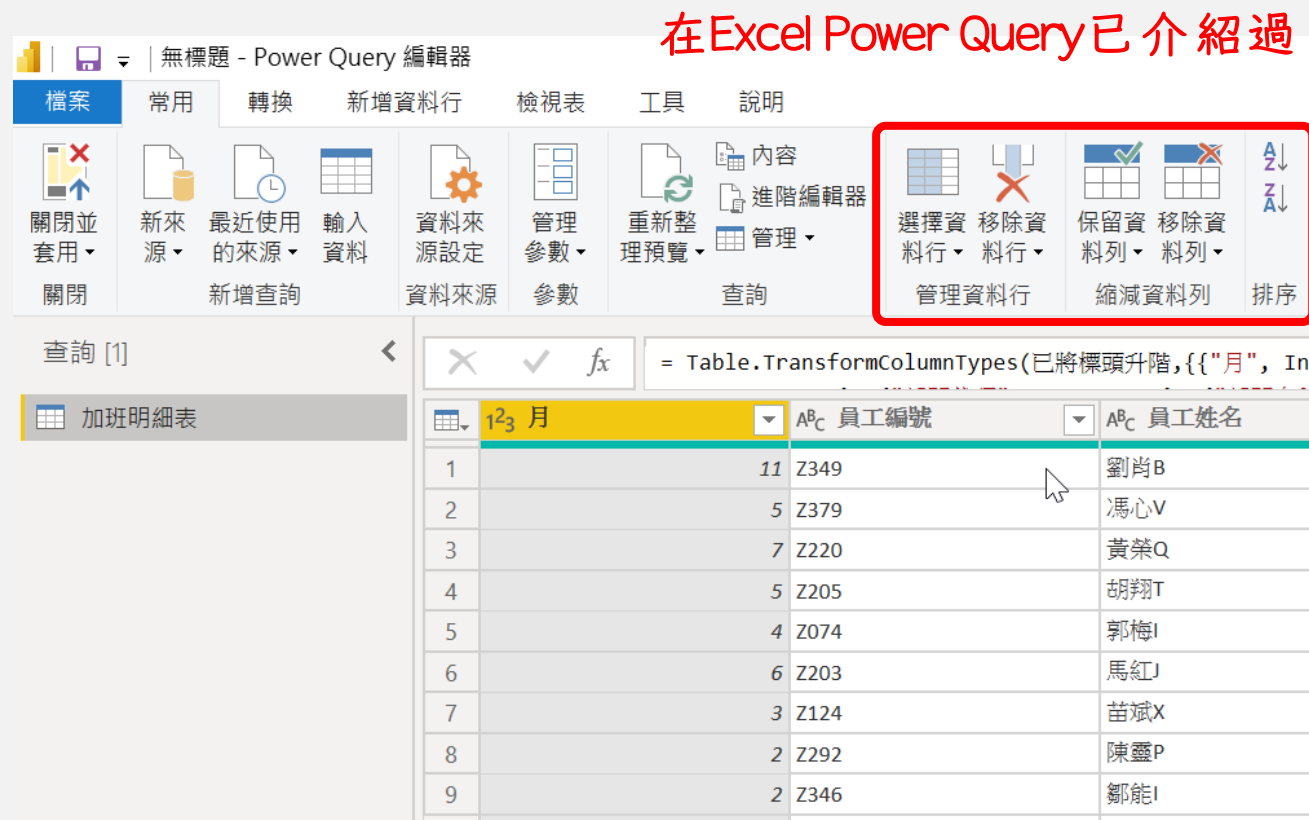 在Excel Power Query已介紹過
無標題 - Power Query 編輯器
檔案 常用 轉換 新增資料行 檢視表 工具 說明
關閉並套用
新來源
最近使用的來源
輸入資料
資料來源設定
管理參數
重新整理預覽
內容
進階編輯器
管理
選擇資料行
移除資料行
保留資料列
移除資料列
AZ↓
ZA↓
關閉 新增查詢 資料來源 參數 查詢 管理資料行 縮減資料列 排序
查詢 [1]
fx = Table.TransformColumnTypes(已將標頭升階,{{"月", In
加班明細表
123 月 ABC 員工編號 ABC 員工姓名
1 11 Z349 劉肖B
2 5 Z379 馮心V
3 7 Z220 黃榮Q
4 5 Z205 胡翔T
5 4 Z074 郭梅I
6 6 Z203 馬紅J
7 3 Z124 苗斌X
8 2 Z292 陳靈P
9 2 Z346 鄒能I